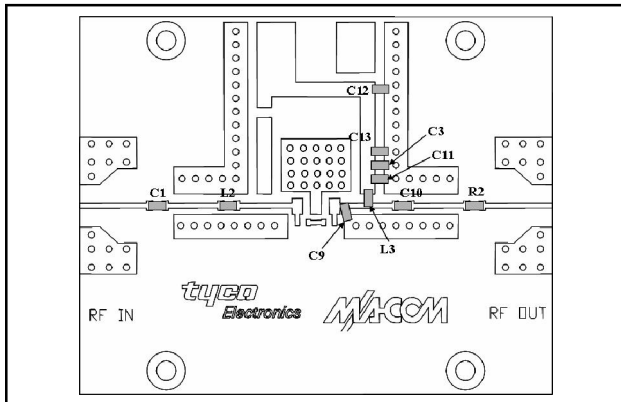 C12
C13
C3
C11
C1
L2
C10
R2
C9
L3
RF IN
tyco
Electronics
M/A-COM
RF OUT